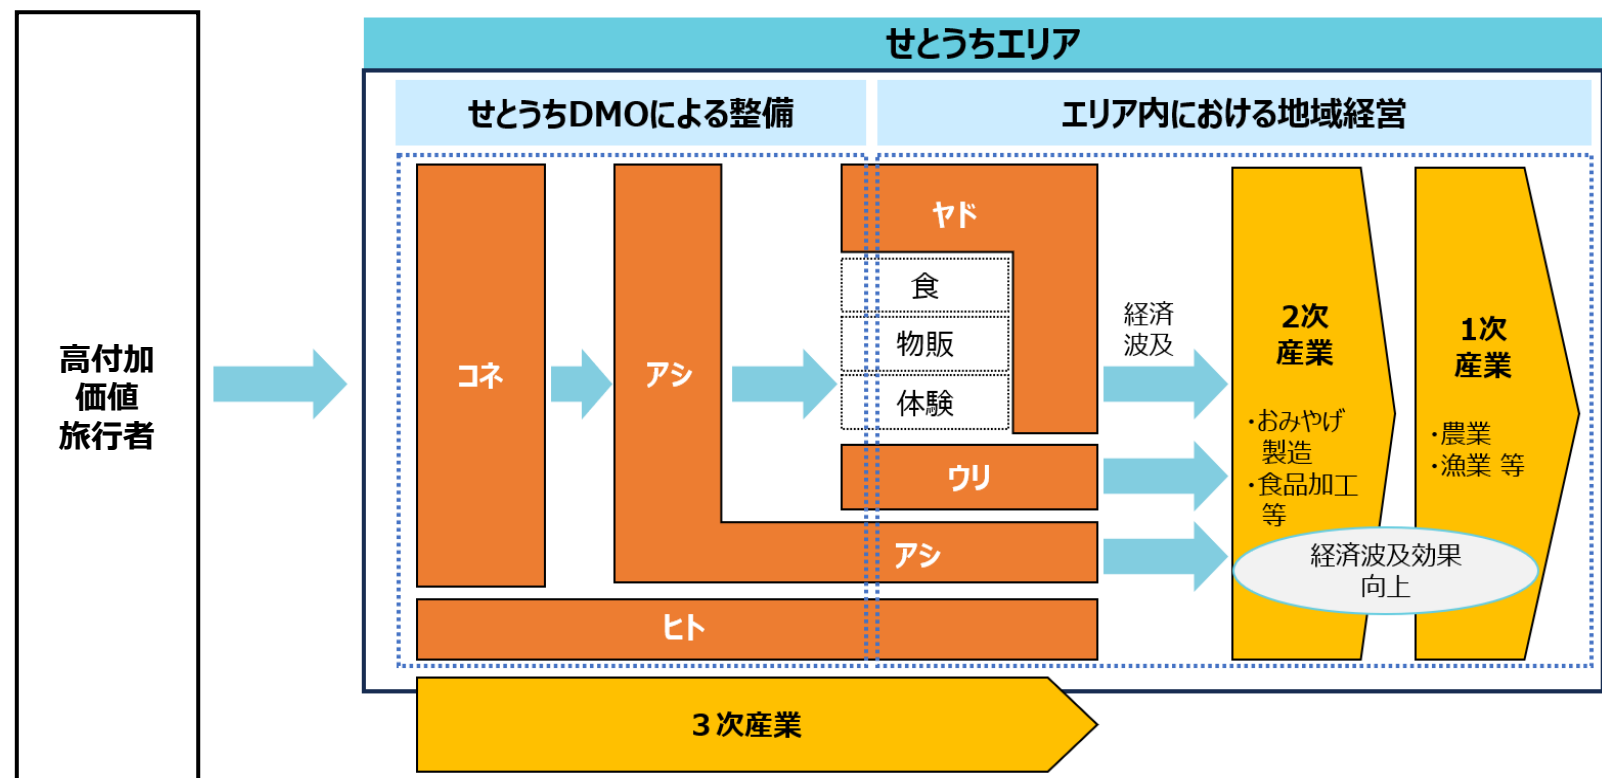 せとうちエリア
せとうちDMOによる整備
エリア内における地域経営
高付加
価値
旅行者
コネ
アシ
ヤド
食
物販
体験
ウリ
アシ
ヒト
経済
波及
2次
産業
・おみやげ
製造
・食品加工
等
1次
産業
・農業
・漁業 等
経済波及効果
向上
３次産業